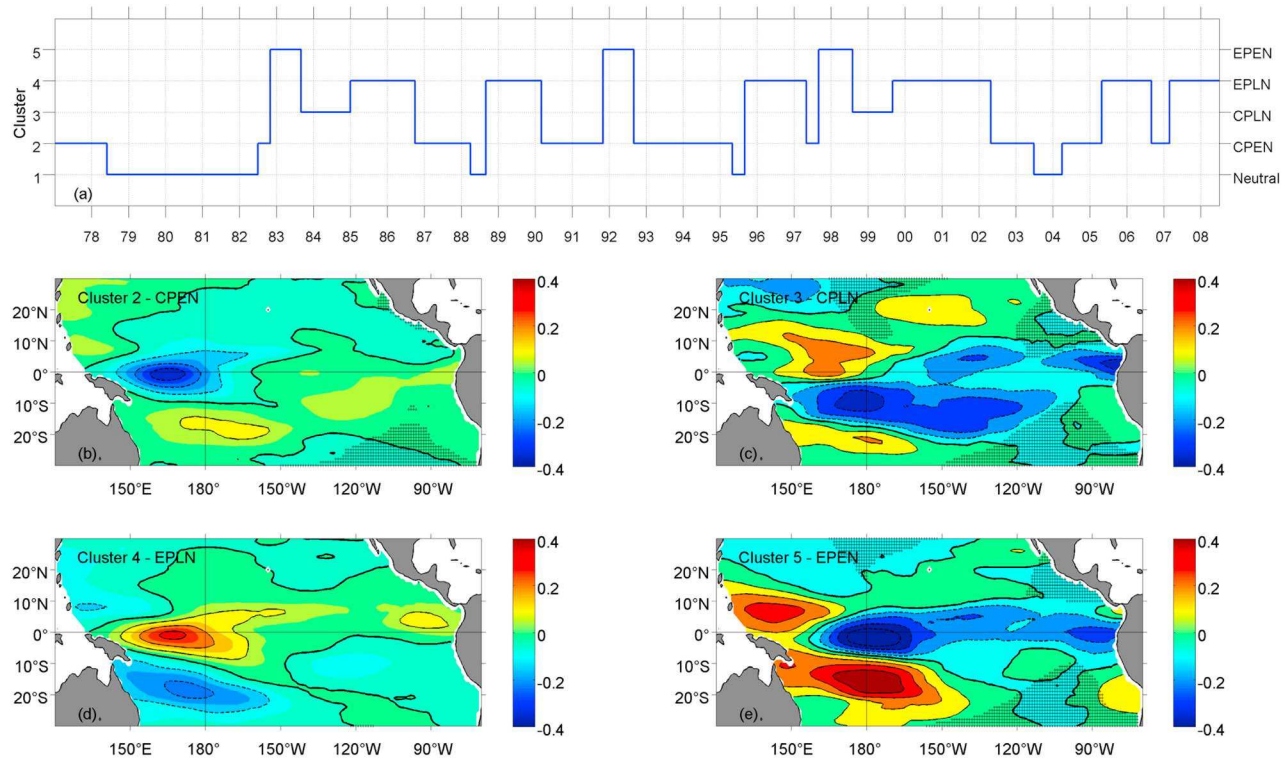 5
4
3
2
1
Cluster
EPEN
EPLN
CPLN
CPEN
Neutral
(a)
78 79 80 81 82 83 84 85 86 87 88 89 90 91 92 93 94 95 96 97 98 99 00 01 02 03 04 05 06 07 08
Cluster 2 - CPEN
20°N
10°N
0°
10°S
20°S
(b).
150°E 180° 150°W 120°W 90°W
0.4
0.2
0
-0.2
-0.4
Cluster 3 - CPLN
20°N
10°N
0°
10°S
20°S
(c).
150°E 180° 150°W 120°W 90°W
0.4
0.2
0
-0.2
-0.4
Cluster 4 - EPLN
20°N
10°N
0°
10°S
20°S
(d).
150°E 180° 150°W 120°W 90°W
0.4
0.2
0
-0.2
-0.4
Cluster 5 - EPEN
20°N
10°N
0°
10°S
20°S
(e).
150°E 180° 150°W 120°W 90°W
0.4
0.2
0
-0.2
-0.4